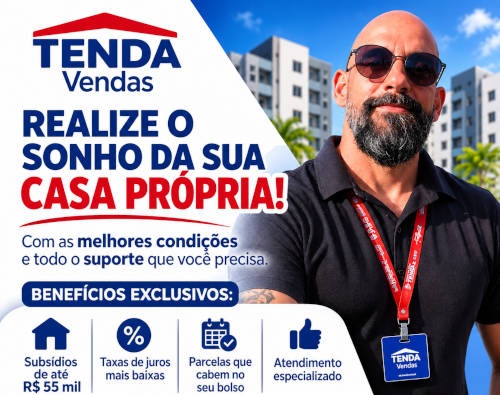 TENDA
Vendas
REALIZE O
SONHO DA SUA
CASA PRÓPRIA!
Com as melhores condições
e todo o suporte que você precisa.
BENEFÍCIOS EXCLUSIVOS:
Subsídios
de até
R$ 55 mil
Taxas de juros
mais baixas
Parcelas que
cabem no
seu bolso
Atendimento
especializado
TENDA
Vendas